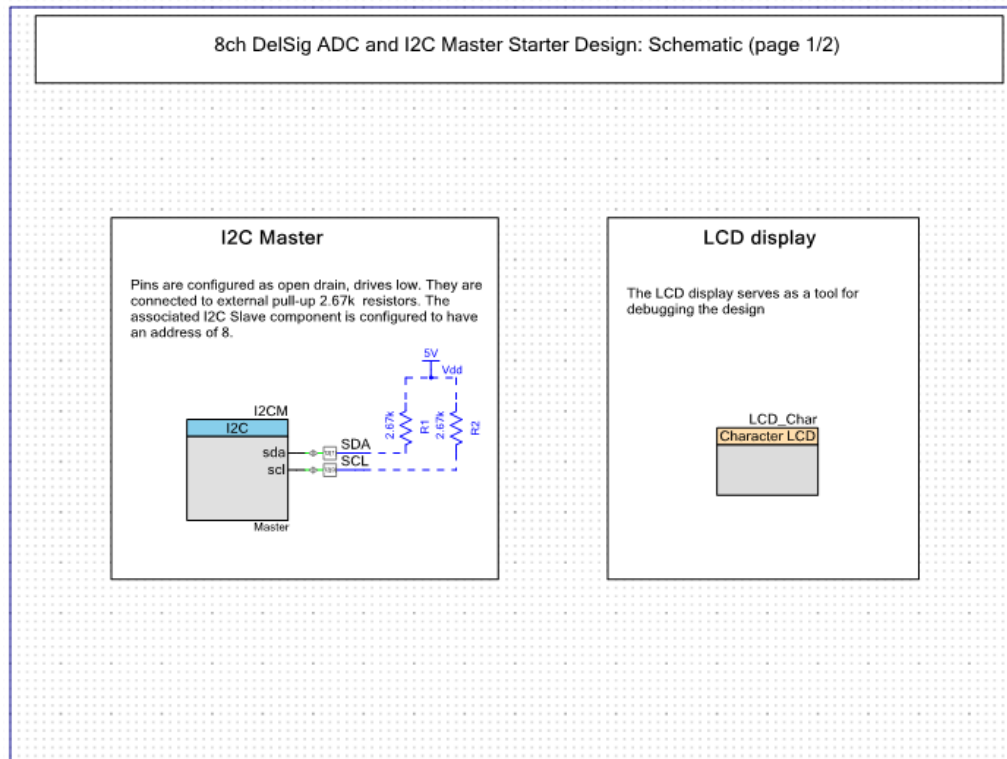 8ch DelSig ADC and I2C Master Starter Design: Schematic (page 1/2)
I2C Master
Pins are configured as open drain, drives low. They are
connected to external pull-up 2.67k resistors. The
associated I2C Slave component is configured to have
an address of 8.
5V
Vdd
2.67k
R1
2.67k
R2
I2CM
I2C
sda
SDA
scl
SCL
Master
LCD display
The LCD display serves as a tool for
debugging the design
LCD_Char
Character LCD